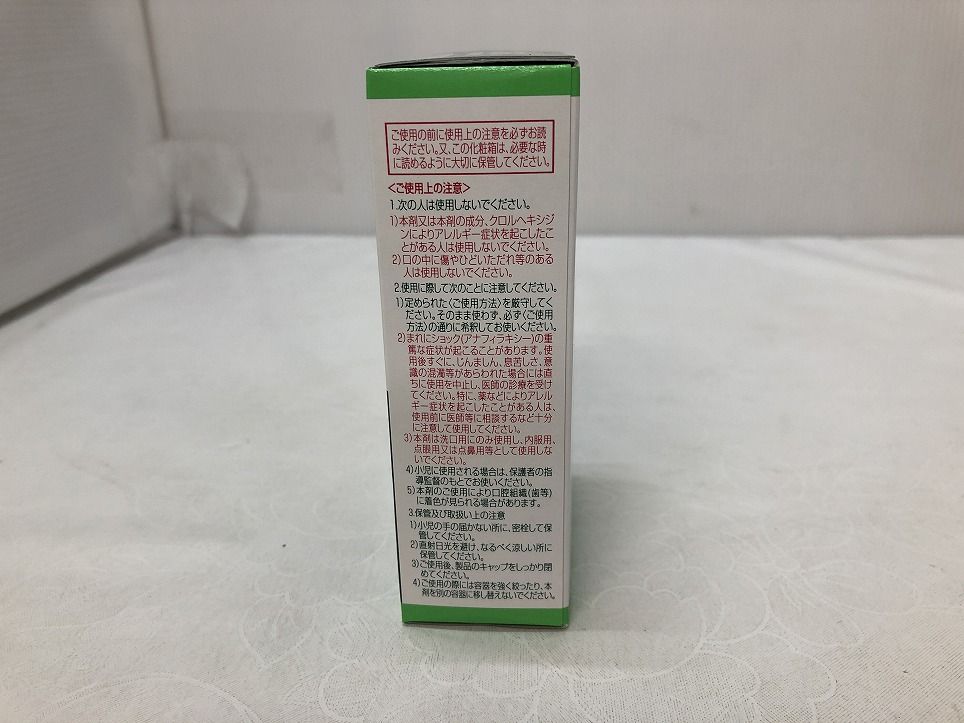 ご使用の前に使用上の注意を必ずお読
みください。又、この化粧箱は、必要な時
に読めるように大切に保管してください。
<ご使用上の注意>
1.次の人は使用しないでください。
1)本剤又は本剤の成分、クロルヘキシジ
ンによりアレルギー症状を起こしたこ
とがある人は使用しないでください。
2)口の中に傷やひどいただれ等のある
人は使用しないでください。
2.使用に際して次のことに注意してください。
1)定められた〈ご使用方法〉を厳守してく
ださい。そのまま使わず、必ず〈ご使用
方法〉の通りに希釈してお使いください。
2)まれにショック(アナフィラキシー)の重
篤な症状が起こることがあります。使
用後すぐに、じんましん、息苦しさ、意
識の混濁等があらわれた場合には直
ちに使用を中止し、医師の診療を受け
てください。特に、薬などによりアレル
ギー症状を起こしたことがある人は、
使用前に医師等に相談するなど十分
に注意して使用してください。
3)本剤は洗口用にのみ使用し、内服用、
点眼用又は点鼻用等として使用しな
いでください。
4)小児に使用される場合は、保護者の指
導監督のもとでお使いください。
5)本剤のご使用により口腔組織(歯等)
に着色が見られる場合があります。
3.保管及び取扱い上の注意
1)小児の手の届かない所に、密栓して保
管してください。
2)直射日光を避け、なるべく涼しい所に
保管してください。
3)ご使用後、製品のキャップをしっかり閉
めてください。
4)ご使用の際には容器を強く絞ったり、本
剤を別の容器に移し替えないでください。